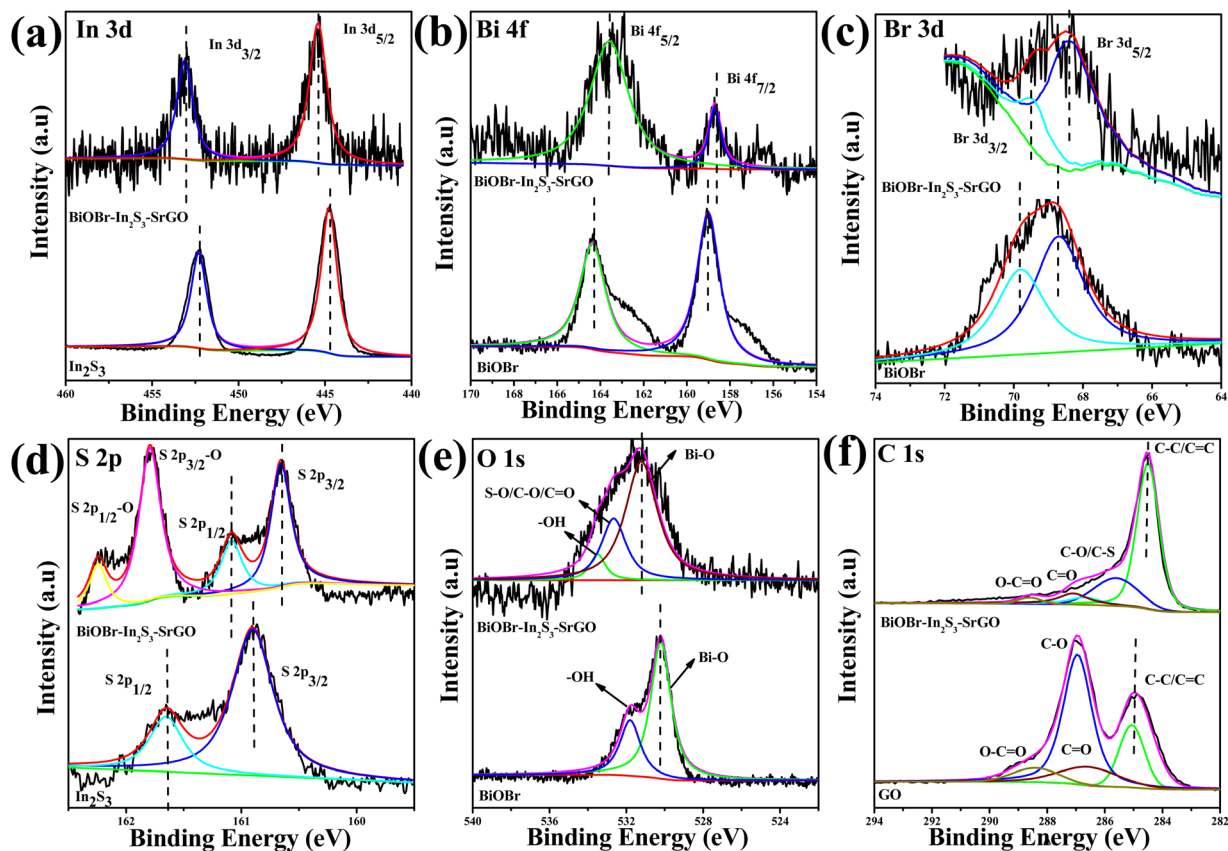 (a)
In 3d
In 3d3/2
In 3d5/2
BiOBr-In2S3-SrGO
In2S3
Intensity (a.u)
460 455 450 445 440
Binding Energy (eV)
(b)
Bi 4f
Bi 4f5/2
Bi 4f7/2
BiOBr-In2S3-SrGO
BiOBr
Intensity (a.u)
170 168 166 164 162 160 158 156 154
Binding Energy (eV)
(c)
Br 3d
Br 3d5/2
Br 3d3/2
BiOBr-In2S3-SrGO
BiOBr
Intensity (a.u)
74 72 70 68 66 64
Binding Energy (eV)
(d)
S 2p
S 2p3/2-O
S 2p1/2-O
S 2p1/2
S 2p3/2
BiOBr-In2S3-SrGO
S 2p1/2
S 2p3/2
In2S3
Intensity (a.u)
162 161 160
Binding Energy (eV)
(e)
O 1s
Bi-O
S-O/C-O/C=O
-OH
BiOBr-In2S3-SrGO
-OH
Bi-O
BiOBr
Intensity (a.u)
540 536 532 528 524 520
Binding Energy (eV)
(f)
C 1s
C-C/C=C
C-O/C-S
C=O
O-C=O
BiOBr-In2S3-SrGO
C-O
C-C/C=C
O-C=O
C=O
GO
Intensity (a.u)
294 292 290 288 286 284 282
Binding Energy (eV)